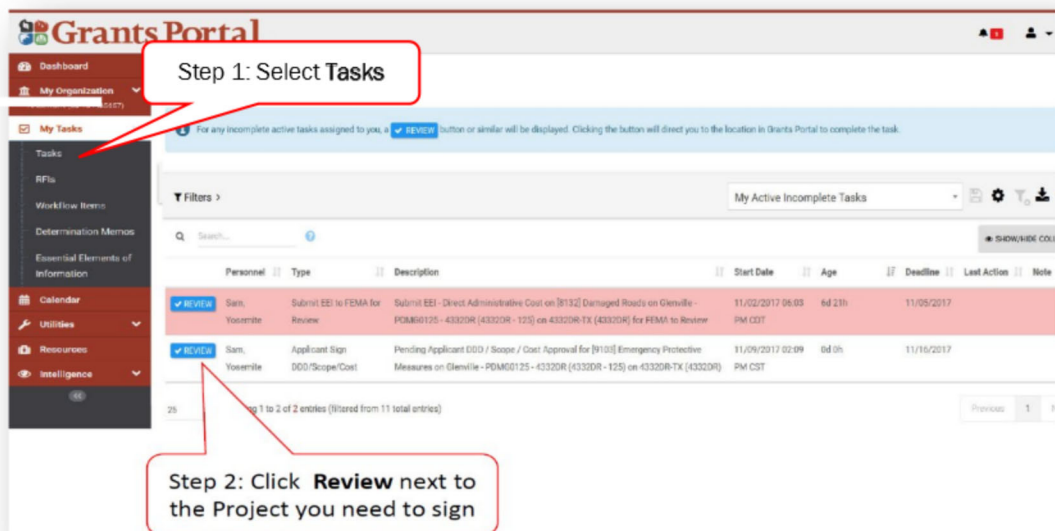 Grants Portal
Step 1: Select Tasks
Dashboard
My Organization
My Tasks
Tasks
RFIs
Workflow Items
Determination Memos
Essential Elements of
Information
Calendar
Utilities
Resources
Intelligence
For any incomplete active tasks assigned to you, a REVIEW button or similar will be displayed. Clicking the button will direct you to the location in Grants Portal to complete the task.
Filters >
My Active Incomplete Tasks
Search...
SHOW/HIDE COLU
Personnel Type Description Start Date Age Deadline Last Action Note
REVIEW Sam, Submit EEI to FEMA for Submit EEI - Direct Administrative Cost on [8132] Damaged Roads on Glenville - 11/02/2017 06:03 6d 21h 11/05/2017
Yosemite Review PDMG0125 - 4332DR (4332DR - 125) on 4332DR-TX (4332DR) for FEMA to Review PM CDT
REVIEW Sam, Applicant Sign Pending Applicant DDD / Scope / Cost Approval for [9103] Emergency Protective 11/09/2017 02:09 0d 0h 11/16/2017
Yosemite DDD/Scope/Cost Measures on Glenville - PDMG0125 - 4332DR (4332DR - 125) on 4332DR-TX (4332DR) PM CST
25 1 to 2 of 2 entries (filtered from 11 total entries)
Previous 1
Step 2: Click Review next to
the Project you need to sign